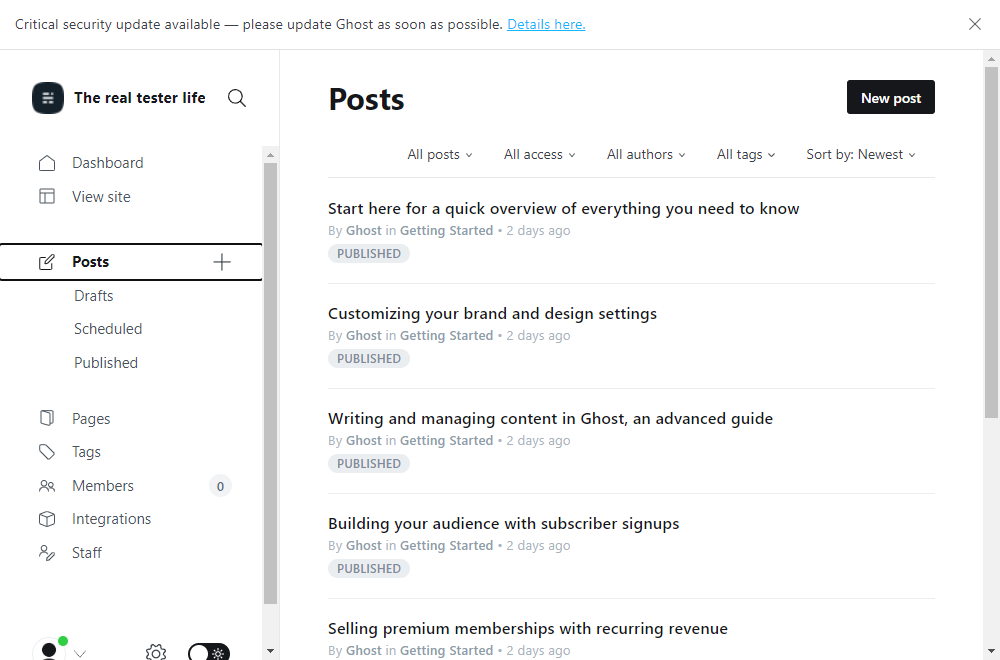 Critical security update available — please update Ghost as soon as possible. Details here.
The real tester life
Dashboard
View site
Posts
Drafts
Scheduled
Published
Pages
Tags
Members 0
Integrations
Staff
Posts
New post
All posts All access All authors All tags Sort by: Newest
Start here for a quick overview of everything you need to know
By Ghost in Getting Started • 2 days ago
PUBLISHED
Customizing your brand and design settings
By Ghost in Getting Started • 2 days ago
PUBLISHED
Writing and managing content in Ghost, an advanced guide
By Ghost in Getting Started • 2 days ago
PUBLISHED
Building your audience with subscriber signups
By Ghost in Getting Started • 2 days ago
PUBLISHED
Selling premium memberships with recurring revenue
By Ghost in Getting Started • 2 days ago